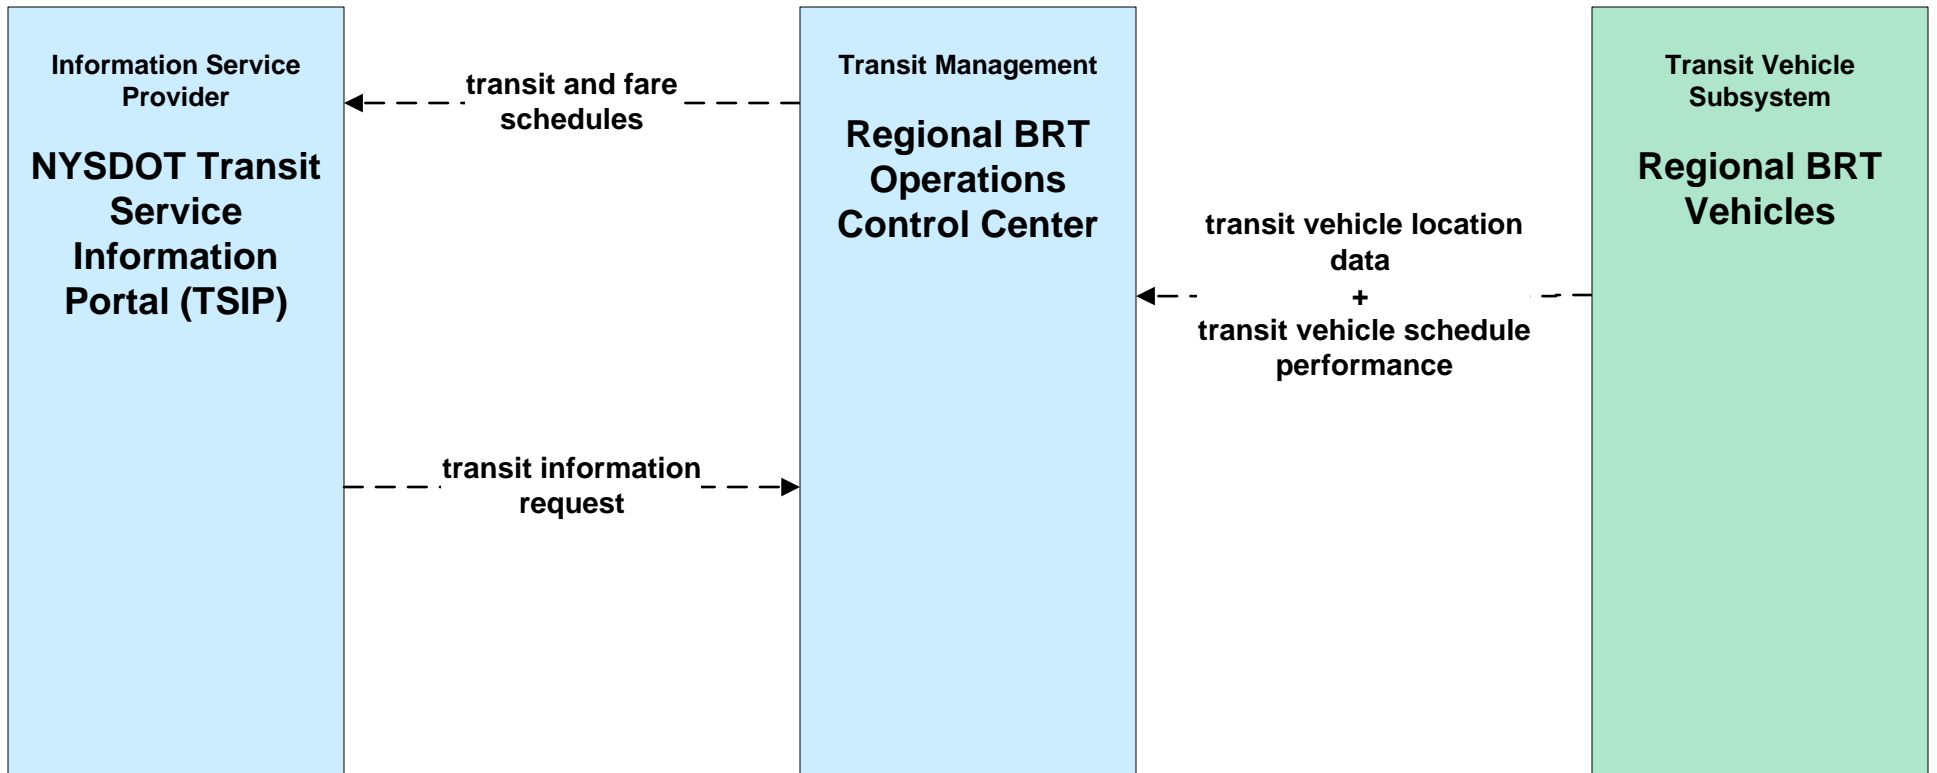 Information Service
Provider
NYSDOT Transit
Service
Information
Portal (TSIP)
transit and fare
schedules
transit information
request
Transit Management
Regional BRT
Operations
Control Center
transit vehicle location
data
+
transit vehicle schedule
performance
Transit Vehicle
Subsystem
Regional BRT
Vehicles